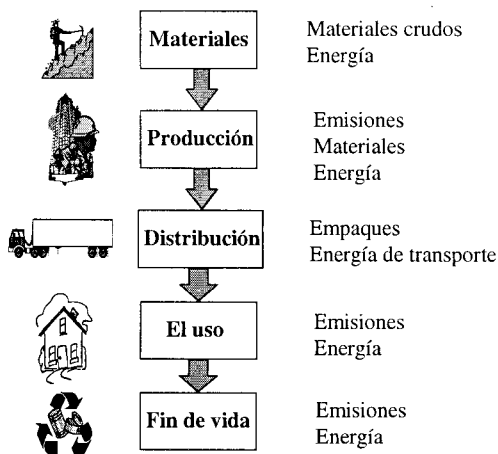 Materiales
Materiales crudos
Energía
Producción
Emisiones
Materiales
Energía
Distribución
Empaques
Energía de transporte
El uso
Emisiones
Energía
Fin de vida
Emisiones
Energía